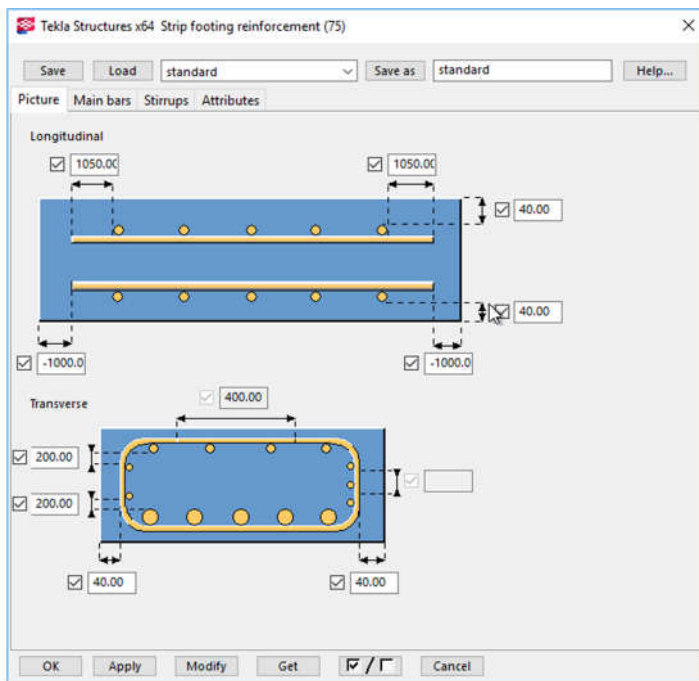 Tekla Structures x64 Strip footing reinforcement (75)
Save Load standard Save as standard Help...
Picture Main bars Stirrups Attributes
Longitudinal
1050.00 1050.00
40.00
40.00
-1000.0 -1000.0
Transverse
400.00
200.00
200.00
40.00 40.00
OK Apply Modify Get / Cancel